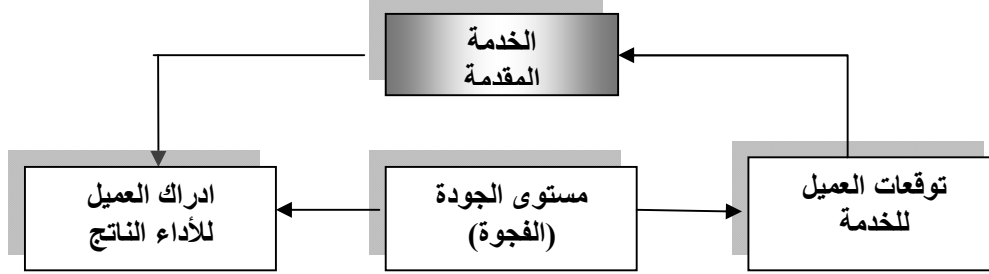 الخدمة
المقدمة
توقعات العميل
للخدمة
مستوى الجودة
(الفجوة)
ادراك العميل
للأداء الناتج